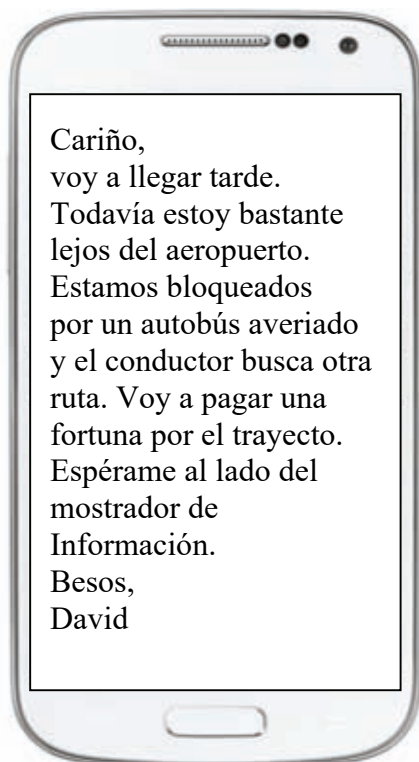 Cariño,
voy a llegar tarde.
Todavía estoy bastante
lejos del aeropuerto.
Estamos bloqueados
por un autobús averiado
y el conductor busca otra
ruta. Voy a pagar una
fortuna por el trayecto.
Espérame al lado del
mostrador de
Información.
Besos,
David